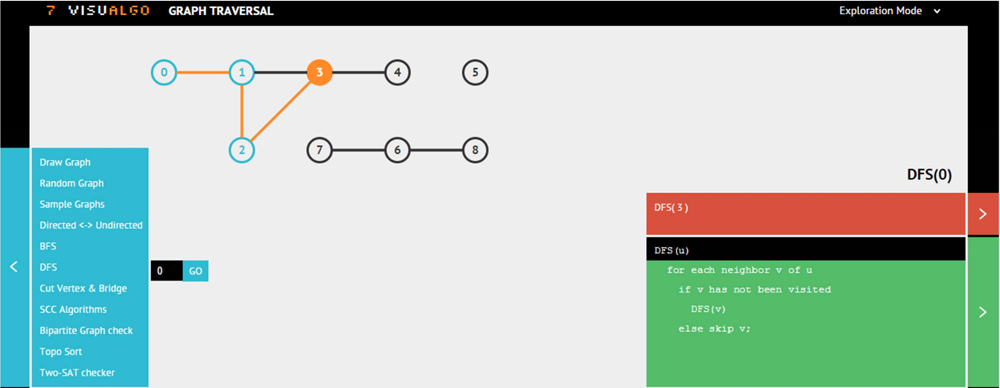 7 VISUALGO GRAPH TRAVERSAL Exploration Mode
0 1 3 4 5
2 7 6 8
Draw Graph
Random Graph
Sample Graphs
Directed <-> Undirected
BFS
DFS 0 GO
Cut Vertex & Bridge
SCC Algorithms
Bipartite Graph check
Topo Sort
Two-SAT checker
DFS(0)
DFS( 3 )
DFS(u)
for each neighbor v of u
if v has not been visited
DFS(v)
else skip v;